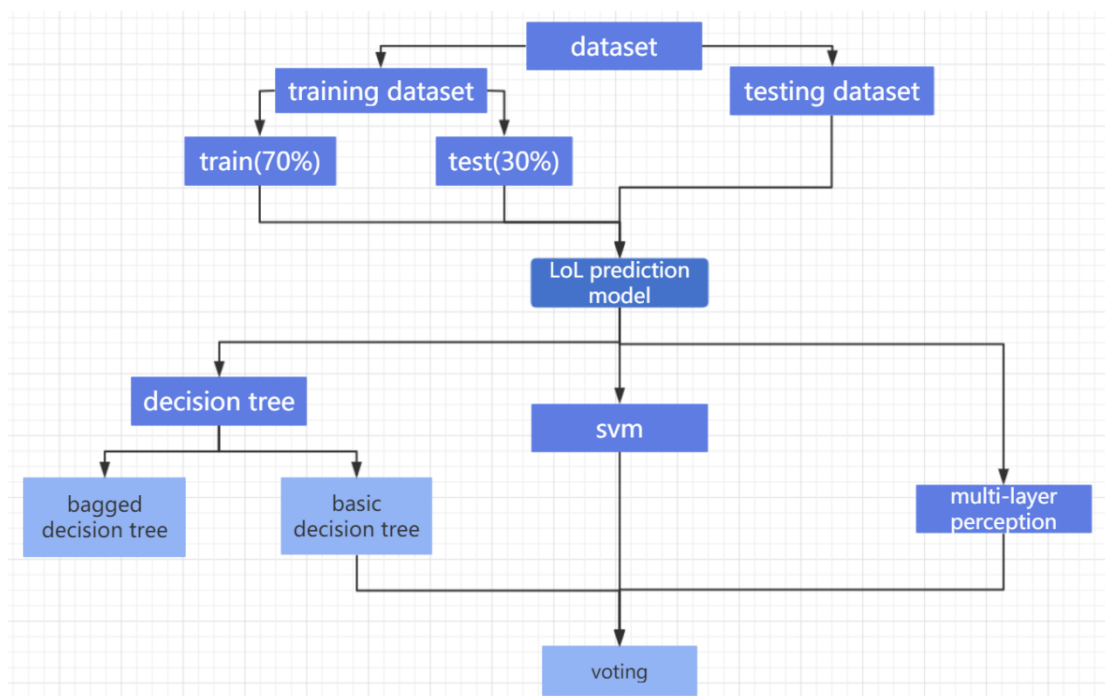 dataset
training dataset
testing dataset
train(70%)
test(30%)
LoL prediction
model
decision tree
svm
bagged
decision tree
basic
decision tree
multi-layer
perception
voting